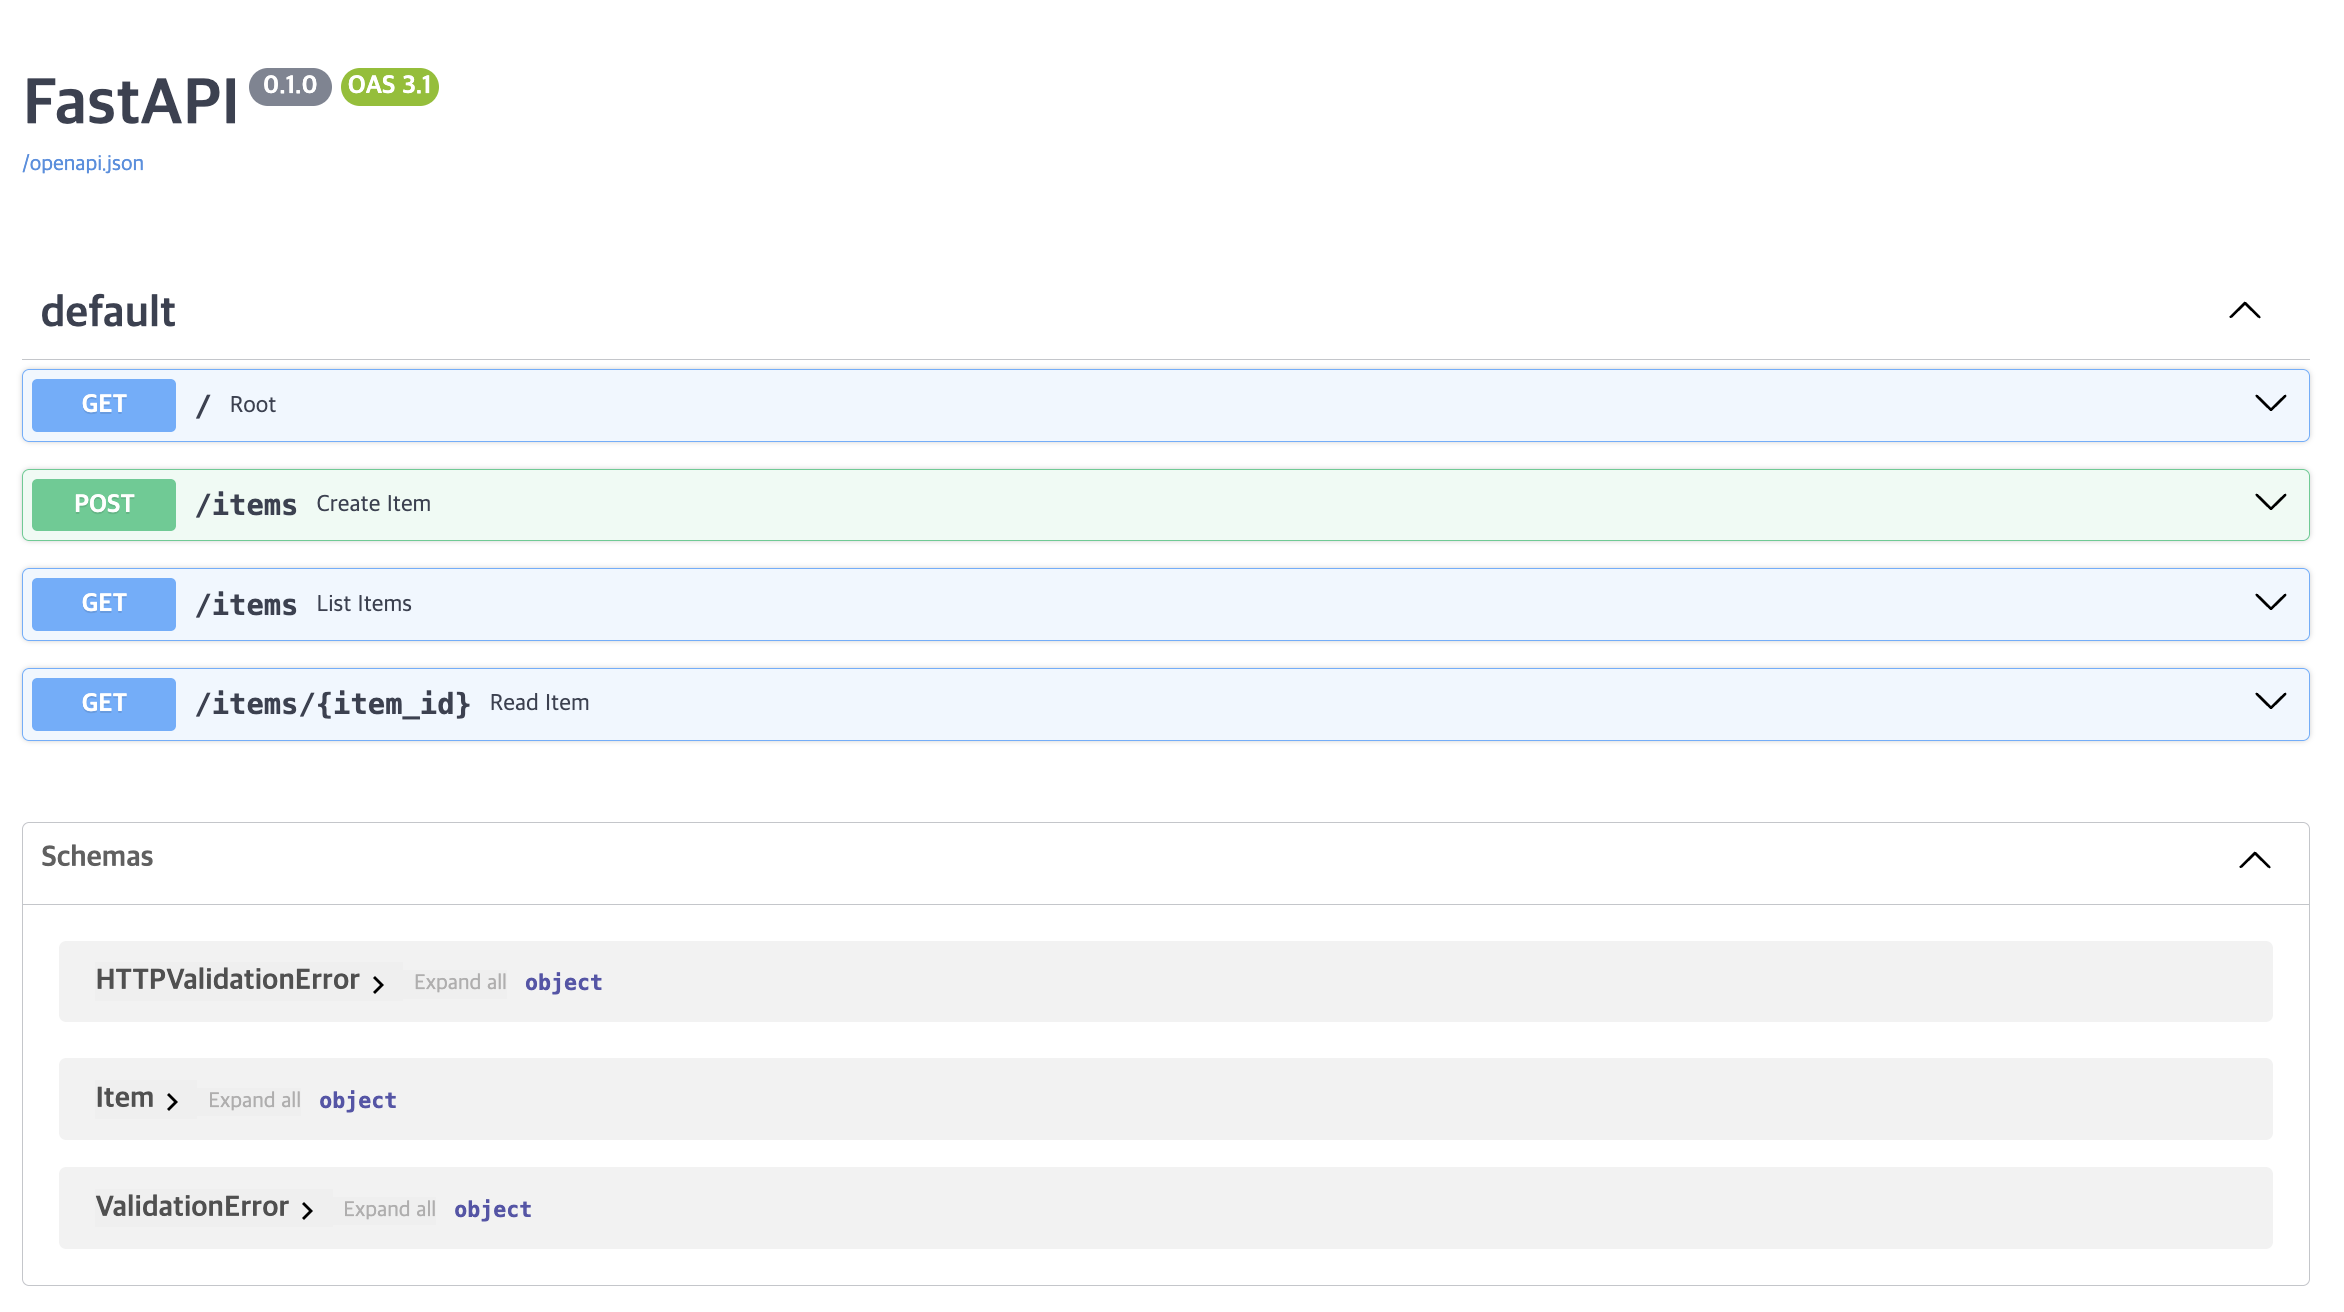 FastAPI 0.1.0 OAS 3.1
/openapi.json
default
GET / Root
POST /items Create Item
GET /items List Items
GET /items/{item_id} Read Item
Schemas
HTTPValidationError Expand all object
Item Expand all object
ValidationError Expand all object